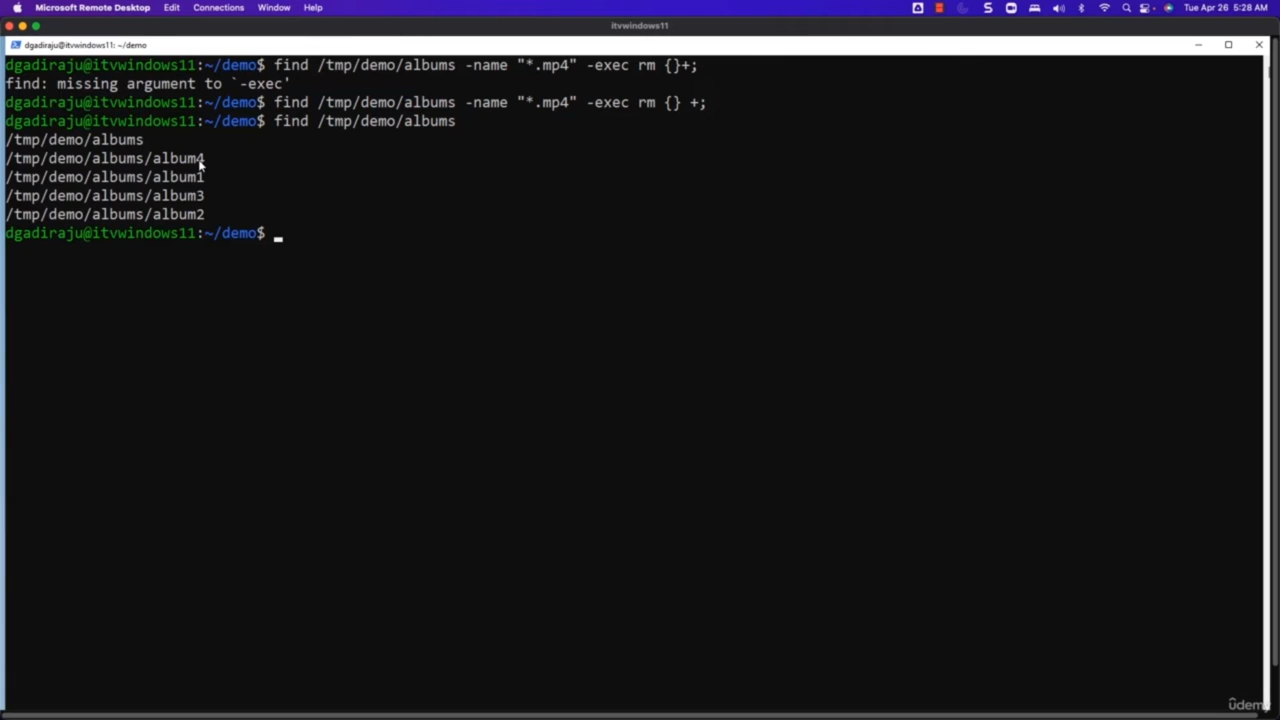 Microsoft Remote Desktop Edit Connections Window Help
Tue Apr 26 5:28 AM
itvwindows11
dgadiraju@itvwindows11: ~/demo
dgadiraju@itvwindows11:~/demo$ find /tmp/demo/albums -name "*.mp4" -exec rm {}+;
find: missing argument to `-exec'
dgadiraju@itvwindows11:~/demo$ find /tmp/demo/albums -name "*.mp4" -exec rm {} +;
dgadiraju@itvwindows11:~/demo$ find /tmp/demo/albums
/tmp/demo/albums
/tmp/demo/albums/album4
/tmp/demo/albums/album1
/tmp/demo/albums/album3
/tmp/demo/albums/album2
dgadiraju@itvwindows11:~/demo$
ûdemy